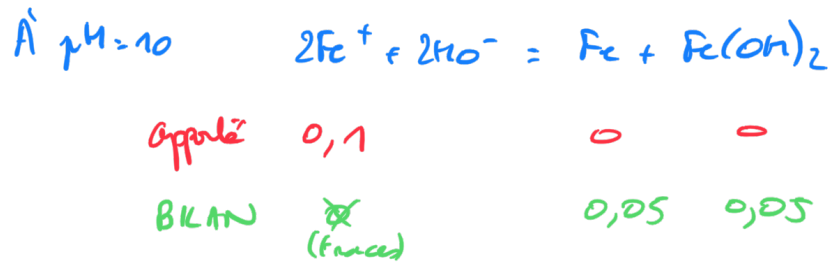 À pH = 10 2Fe⁺ + 2HO⁻ = Fe + Fe(OH)₂
apporté 0,1 0 0
BILAN 0 0,05 0,05
(traces)